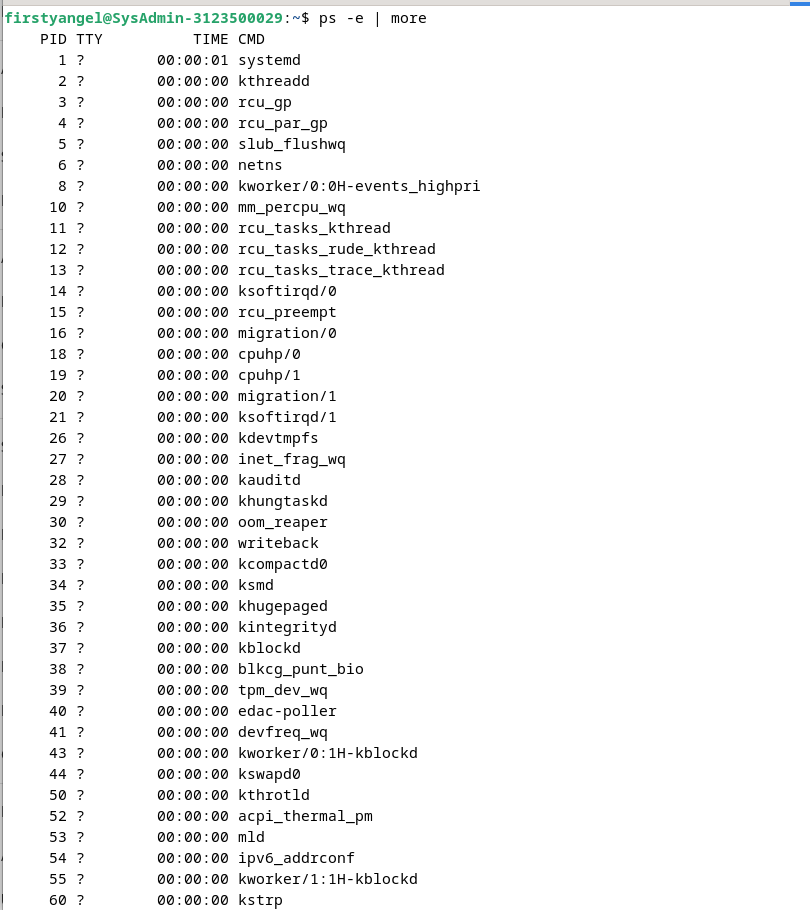 firstyangel@SysAdmin-3123500029:~$ ps -e | more
    PID TTY          TIME CMD
      1 ?        00:00:01 systemd
      2 ?        00:00:00 kthreadd
      3 ?        00:00:00 rcu_gp
      4 ?        00:00:00 rcu_par_gp
      5 ?        00:00:00 slub_flushwq
      6 ?        00:00:00 netns
      8 ?        00:00:00 kworker/0:0H-events_highpri
     10 ?        00:00:00 mm_percpu_wq
     11 ?        00:00:00 rcu_tasks_kthread
     12 ?        00:00:00 rcu_tasks_rude_kthread
     13 ?        00:00:00 rcu_tasks_trace_kthread
     14 ?        00:00:00 ksoftirqd/0
     15 ?        00:00:00 rcu_preempt
     16 ?        00:00:00 migration/0
     18 ?        00:00:00 cpuhp/0
     19 ?        00:00:00 cpuhp/1
     20 ?        00:00:00 migration/1
     21 ?        00:00:00 ksoftirqd/1
     26 ?        00:00:00 kdevtmpfs
     27 ?        00:00:00 inet_frag_wq
     28 ?        00:00:00 kauditd
     29 ?        00:00:00 khungtaskd
     30 ?        00:00:00 oom_reaper
     32 ?        00:00:00 writeback
     33 ?        00:00:00 kcompactd0
     34 ?        00:00:00 ksmd
     35 ?        00:00:00 khugepaged
     36 ?        00:00:00 kintegrityd
     37 ?        00:00:00 kblockd
     38 ?        00:00:00 blkcg_punt_bio
     39 ?        00:00:00 tpm_dev_wq
     40 ?        00:00:00 edac-poller
     41 ?        00:00:00 devfreq_wq
     43 ?        00:00:00 kworker/0:1H-kblockd
     44 ?        00:00:00 kswapd0
     50 ?        00:00:00 kthrotld
     52 ?        00:00:00 acpi_thermal_pm
     53 ?        00:00:00 mld
     54 ?        00:00:00 ipv6_addrconf
     55 ?        00:00:00 kworker/1:1H-kblockd
     60 ?        00:00:00 kstrp